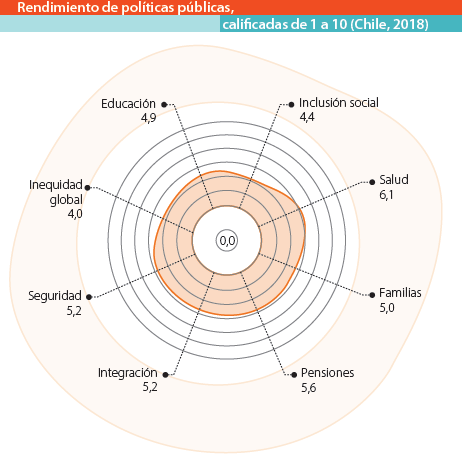 Rendimiento de políticas públicas,
calificadas de 1 a 10 (Chile, 2018)
Educación
4,9
Inclusión social
4,4
Inequidad
global
4,0
Salud
6,1
0,0
Seguridad
5,2
Familias
5,0
Integración
5,2
Pensiones
5,6